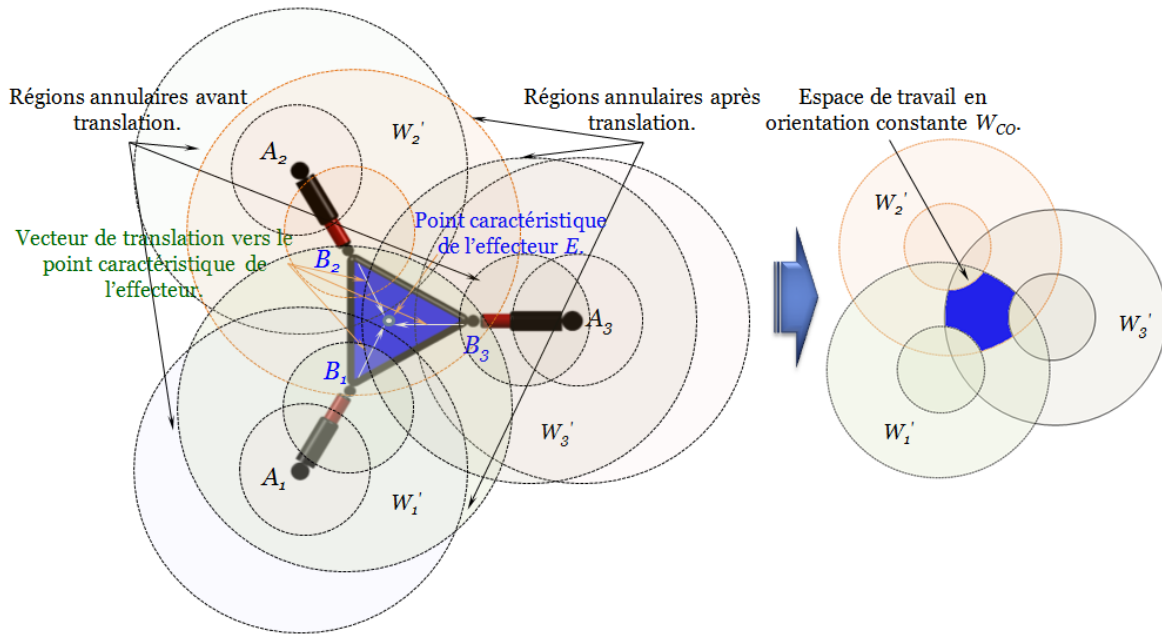 Régions annulaires avant
translation.
Régions annulaires après
translation.
Espace de travail en
orientation constante W_CO.
W₂'
A₂
W₂'
Vecteur de translation vers le
point caractéristique de
l'effecteur.
Point caractéristique
de l'effecteur E.
B₂
A₃
B₃
W₃'
B₁
W₃'
W₁'
A₁
W₁'